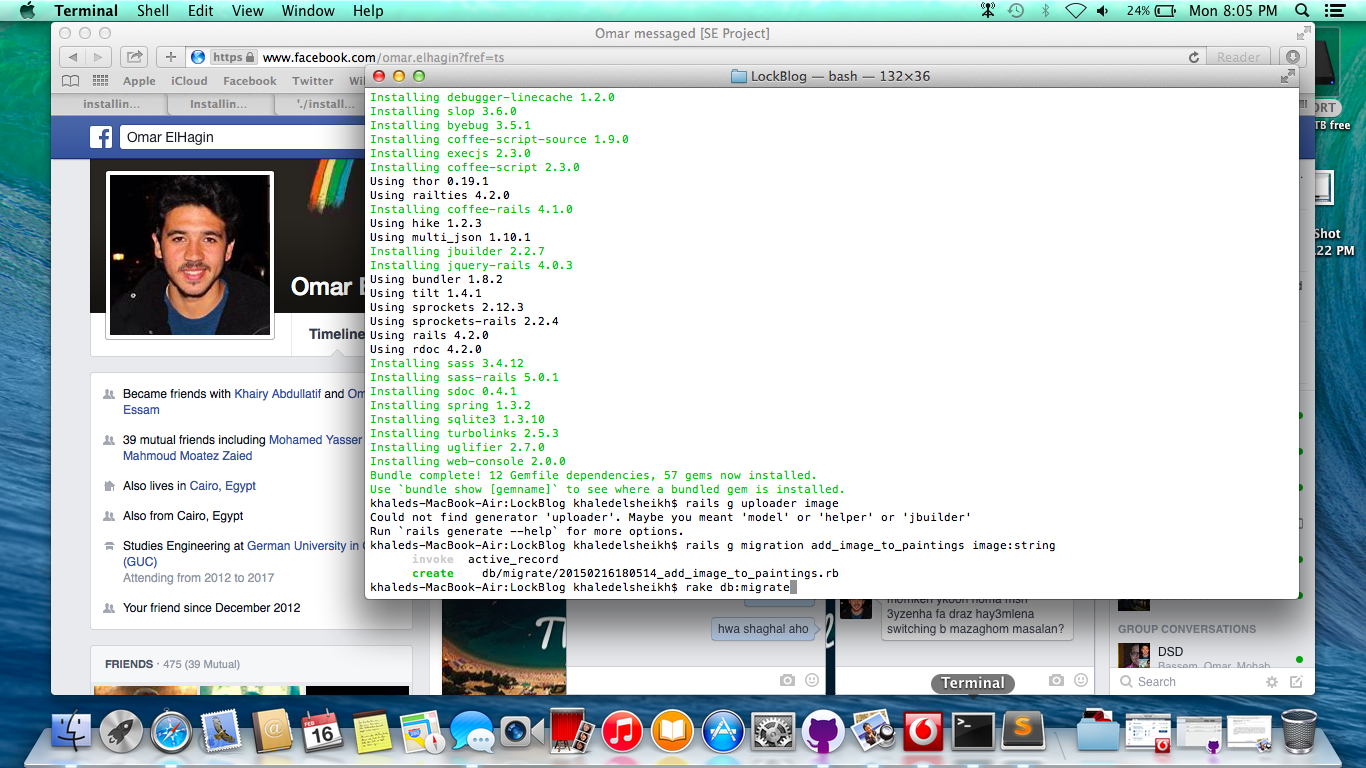 Terminal Shell Edit View Window Help
24% Mon 8:05 PM
Omar messaged [SE Project]
https www.facebook.com/omar.elhagin?fref=ts
Reader
Apple iCloud Facebook Twitter
installin... Installin... './install...
Omar ElHagin
Omar
Timeline
Became friends with Khairy Abdullatif and
Essam
39 mutual friends including Mohamed Yasser
Mahmoud Moatez Zaied
Also lives in Cairo, Egypt
Also from Cairo, Egypt
Studies Engineering at German University in
(GUC)
Attending from 2012 to 2017
Your friend since December 2012
FRIENDS · 475 (39 Mutual)
LockBlog — bash — 132×36
Installing debugger-linecache 1.2.0
Installing slop 3.6.0
Installing byebug 3.5.1
Installing coffee-script-source 1.9.0
Installing execjs 2.3.0
Installing coffee-script 2.3.0
Using thor 0.19.1
Using railties 4.2.0
Installing coffee-rails 4.1.0
Using hike 1.2.3
Using multi_json 1.10.1
Installing jbuilder 2.2.7
Installing jquery-rails 4.0.3
Using bundler 1.8.2
Using tilt 1.4.1
Using sprockets 2.12.3
Using sprockets-rails 2.2.4
Using rails 4.2.0
Using rdoc 4.2.0
Installing sass 3.4.12
Installing sass-rails 5.0.1
Installing sdoc 0.4.1
Installing spring 1.3.2
Installing sqlite3 1.3.10
Installing turbolinks 2.5.3
Installing uglifier 2.7.0
Installing web-console 2.0.0
Bundle complete! 12 Gemfile dependencies, 57 gems now installed.
Use `bundle show [gemname]` to see where a bundled gem is installed.
khaleds-MacBook-Air:LockBlog khaledelsheikh$ rails g uploader image
Could not find generator 'uploader'. Maybe you meant 'model' or 'helper' or 'jbuilder'
Run `rails generate --help` for more options.
khaleds-MacBook-Air:LockBlog khaledelsheikh$ rails g migration add_image_to_paintings image:string
invoke active_record
create db/migrate/20150216180514_add_image_to_paintings.rb
khaleds-MacBook-Air:LockBlog khaledelsheikh$ rake db:migrate
hwa shaghal aho
momken ykoon homa msh
3yzenha fa draz hay3mlena
switching b mazaghom masalan?
GROUP CONVERSATIONS
DSD
Bassem, Omar, Mohab
Search
Terminal
FEB
16
TB free
Shot
22 PM